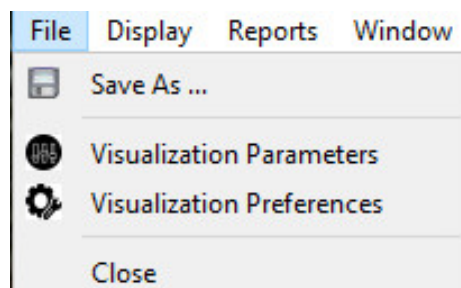 File Display Reports Window
Save As ...
Visualization Parameters
Visualization Preferences
Close